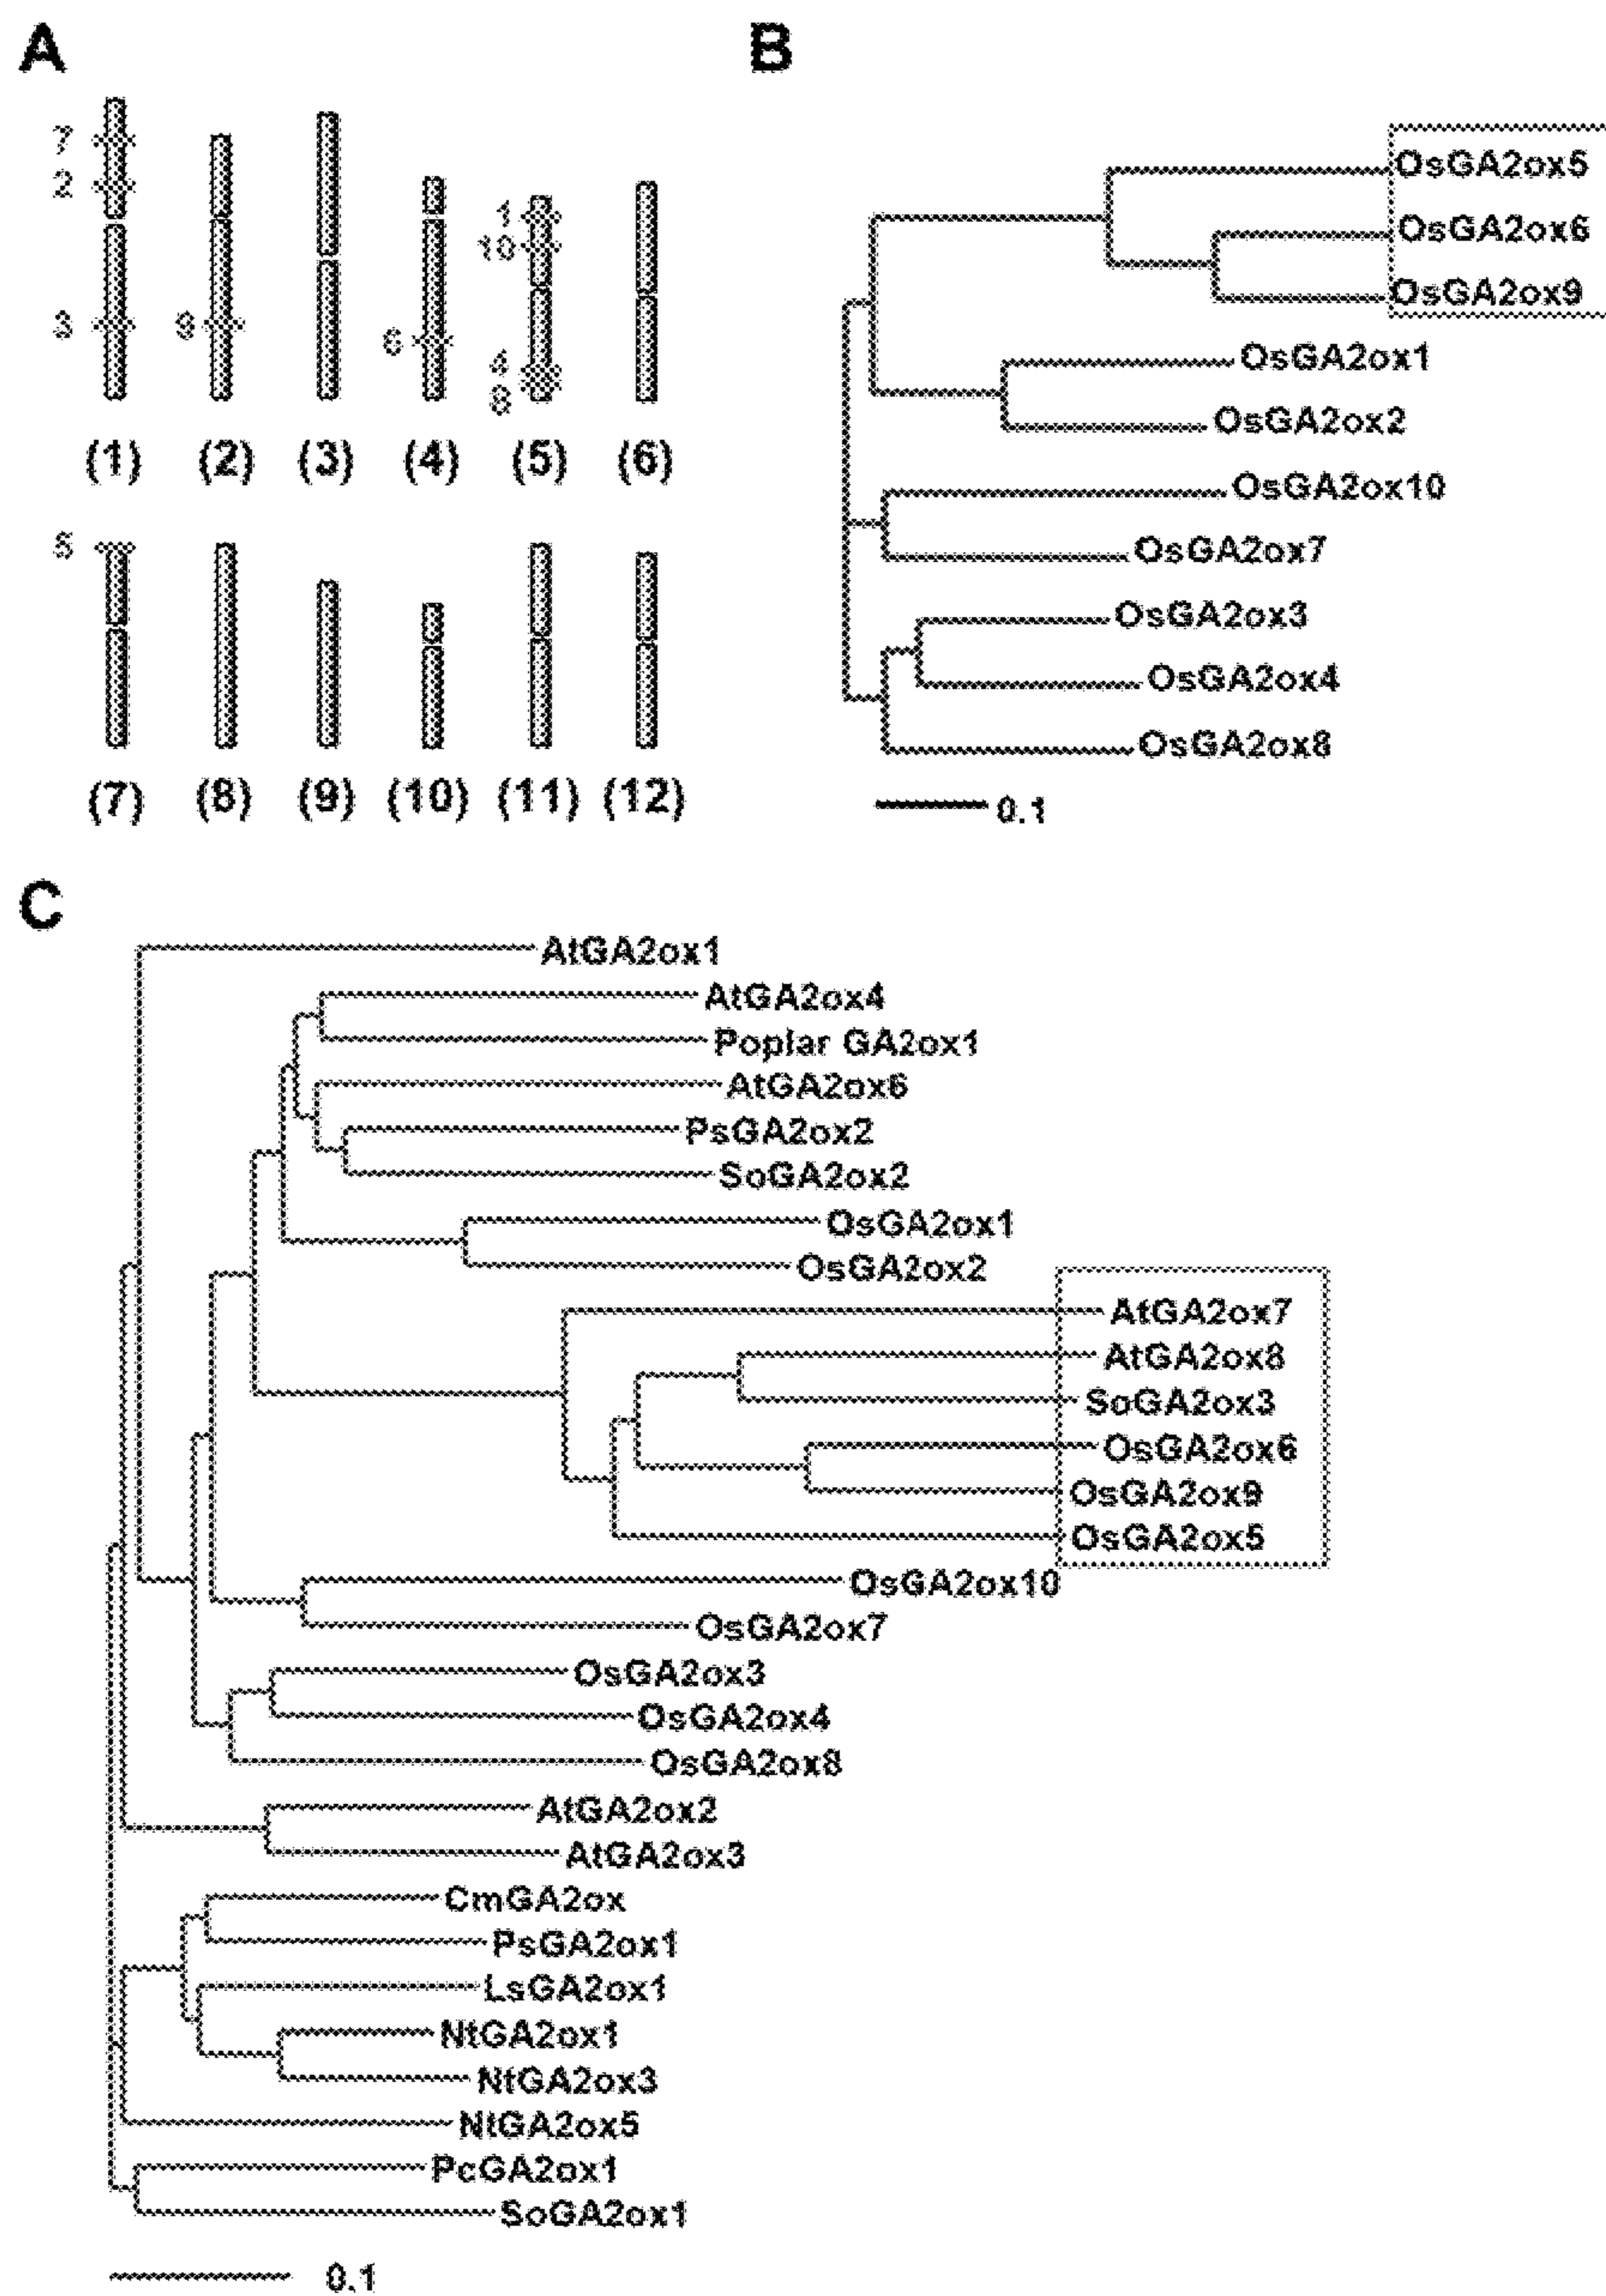 A
7
2
3
9
6
1
10
4
8
(1) (2) (3) (4) (5) (6)
5
(7) (8) (9) (10) (11) (12)
B
OsGA2ox5
OsGA2ox6
OsGA2ox9
OsGA2ox1
OsGA2ox2
OsGA2ox10
OsGA2ox7
OsGA2ox3
OsGA2ox4
OsGA2ox8
0.1
C
AtGA2ox1
AtGA2ox4
Poplar GA2ox1
AtGA2ox6
PsGA2ox2
SoGA2ox2
OsGA2ox1
OsGA2ox2
AtGA2ox7
AtGA2ox8
SoGA2ox3
OsGA2ox6
OsGA2ox9
OsGA2ox5
OsGA2ox10
OsGA2ox7
OsGA2ox3
OsGA2ox4
OsGA2ox8
AtGA2ox2
AtGA2ox3
CmGA2ox
PsGA2ox1
LsGA2ox1
NtGA2ox1
NtGA2ox3
NtGA2ox5
PcGA2ox1
SoGA2ox1
0.1